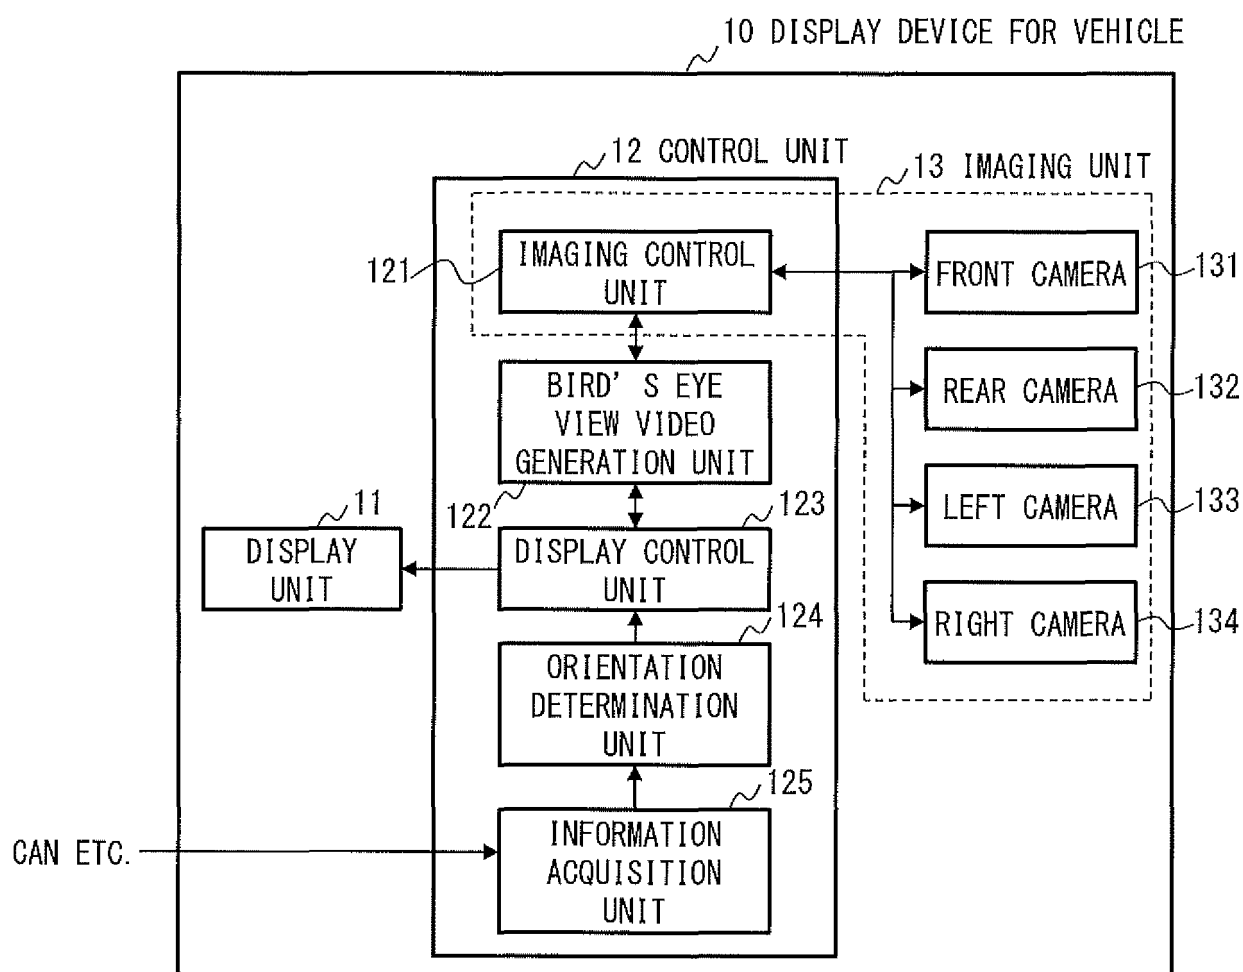 10 DISPLAY DEVICE FOR VEHICLE
12 CONTROL UNIT
13 IMAGING UNIT
121
IMAGING CONTROL
UNIT
FRONT CAMERA
131
BIRD'S EYE
VIEW VIDEO
GENERATION UNIT
122
REAR CAMERA
132
11
DISPLAY
UNIT
123
DISPLAY CONTROL
UNIT
LEFT CAMERA
133
124
ORIENTATION
DETERMINATION
UNIT
RIGHT CAMERA
134
125
CAN ETC.
INFORMATION
ACQUISITION
UNIT